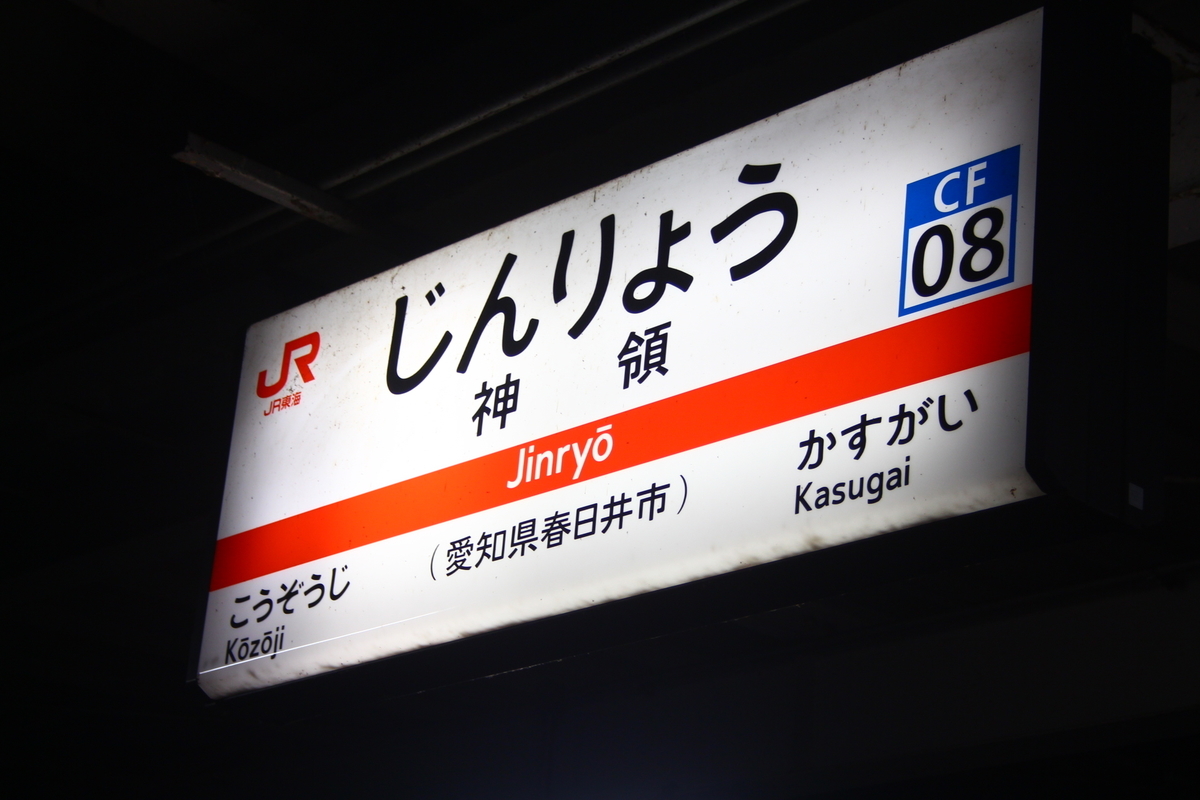 JR
JR東海
じんりょう
神領
CF
08
Jinryō
(愛知県春日井市)
こうぞうじ
Kōzōji
かすがい
Kasugai